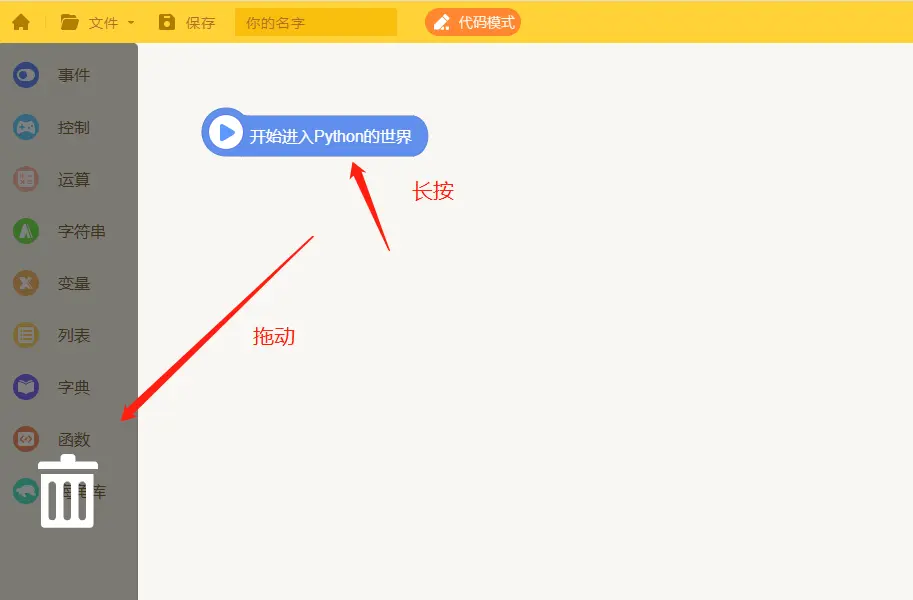 文件
保存
你的名字
代码模式
事件
控制
运算
字符串
变量
列表
字典
函数
库
开始进入Python的世界
长按
拖动